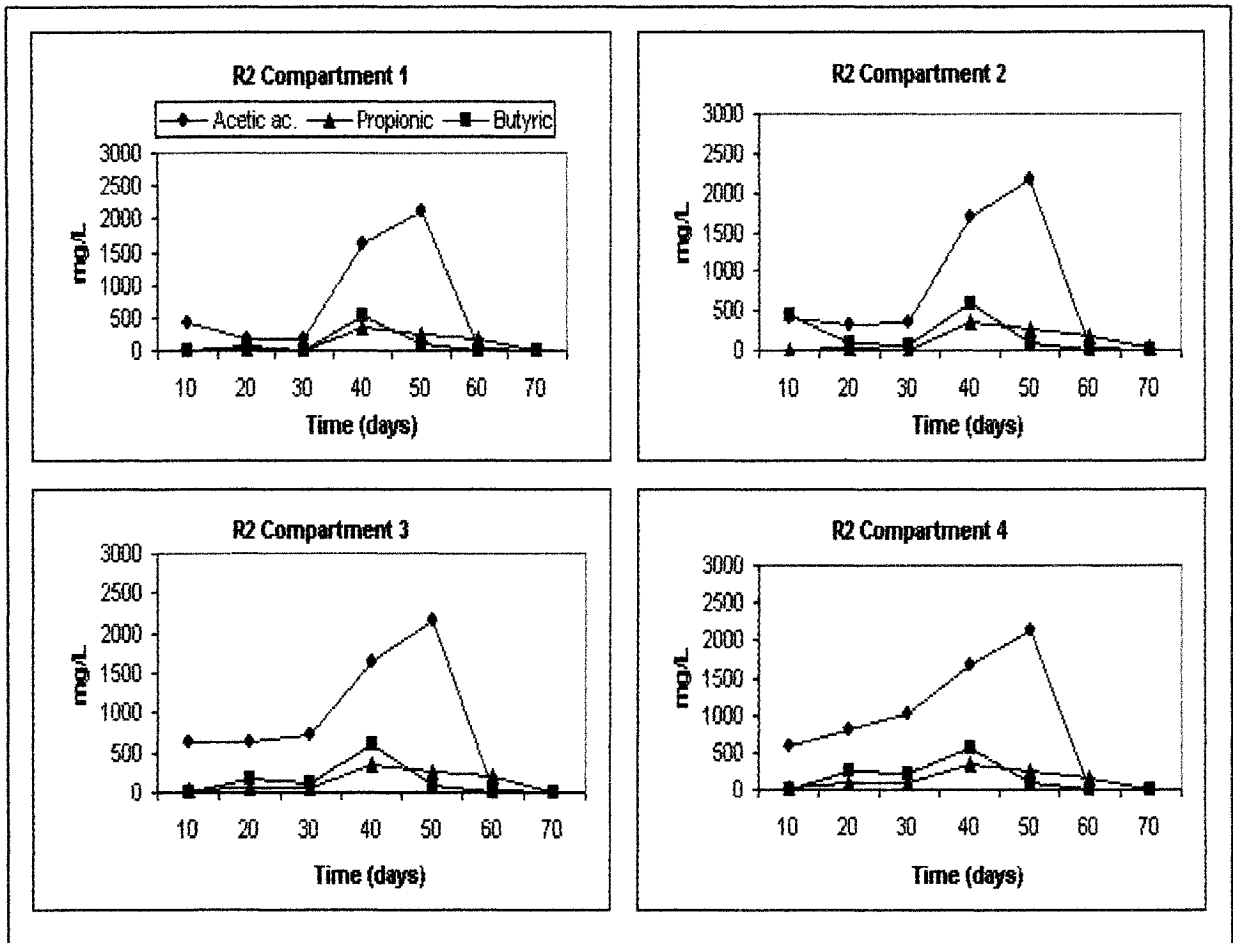 R2 Compartment 1
Acetic ac. Propionic Butyric
3000
2500
2000
1500
1000
500
0
mg/L
10 20 30 40 50 60 70
Time (days)
R2 Compartment 2
3000
2500
2000
1500
1000
500
0
mg/L
10 20 30 40 50 60 70
Time (days)
R2 Compartment 3
3000
2500
2000
1500
1000
500
0
mg/L
10 20 30 40 50 60 70
Time (days)
R2 Compartment 4
3000
2500
2000
1500
1000
500
0
mg/L
10 20 30 40 50 60 70
Time (days)